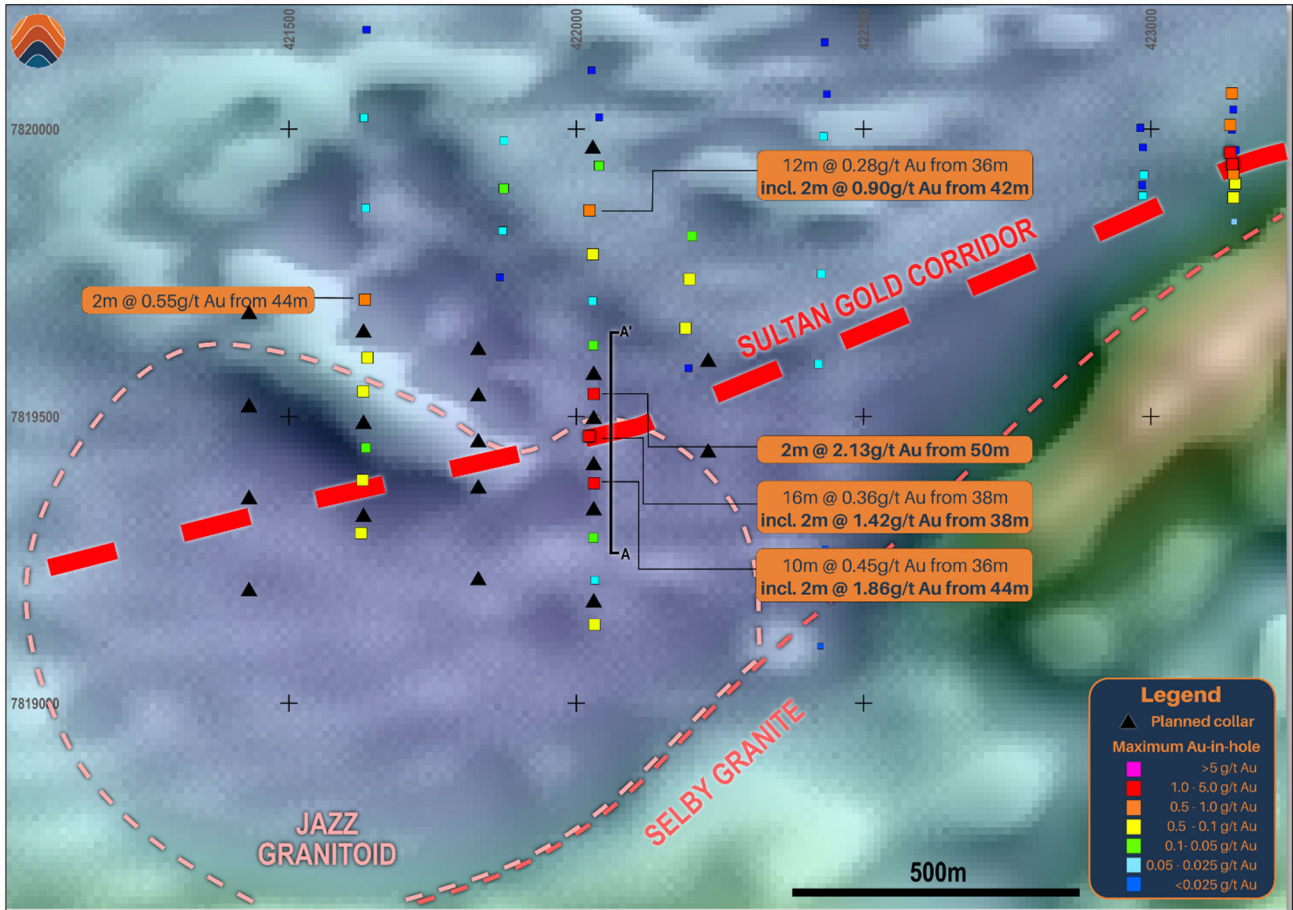 421500
422000
422500
423000
7820000
12m @ 0.28g/t Au from 36m
incl. 2m @ 0.90g/t Au from 42m
SULTAN GOLD CORRIDOR
2m @ 0.55g/t Au from 44m
A'
7819500
2m @ 2.13g/t Au from 50m
16m @ 0.36g/t Au from 38m
incl. 2m @ 1.42g/t Au from 38m
A
10m @ 0.45g/t Au from 36m
incl. 2m @ 1.86g/t Au from 44m
7819000
SELBY GRANITE
JAZZ
GRANITOID
500m
Legend
Planned collar
Maximum Au-in-hole
>5 g/t Au
1.0 - 5.0 g/t Au
0.5 - 1.0 g/t Au
0.5 - 0.1 g/t Au
0.1- 0.05 g/t Au
0.05 - 0.025 g/t Au
<0.025 g/t Au